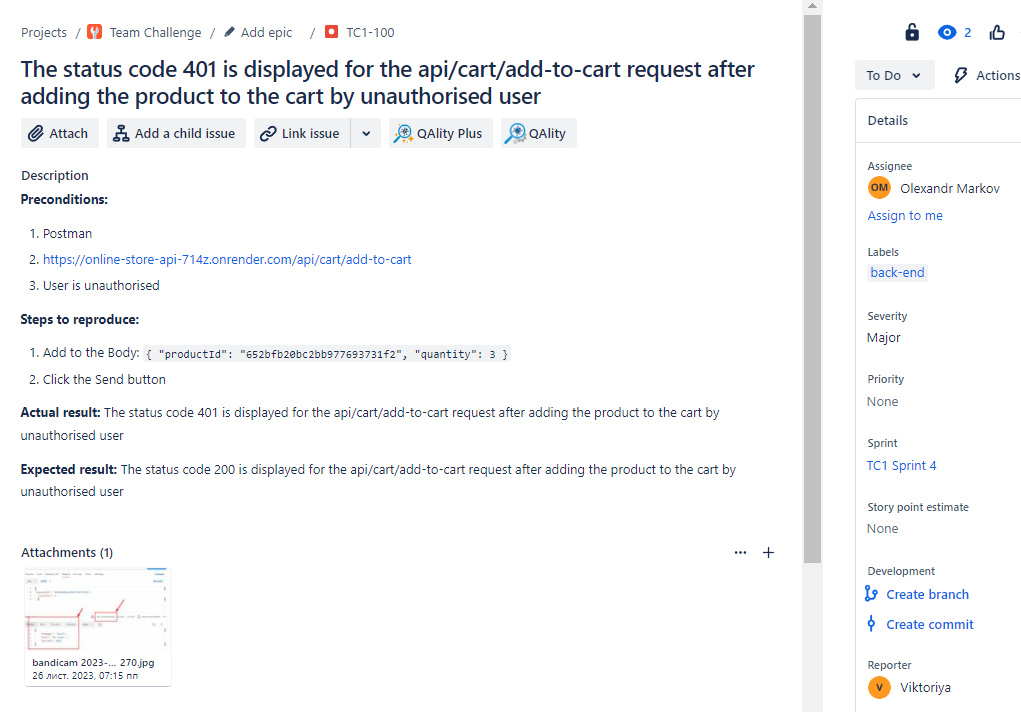 Projects / Team Challenge / Add epic / TC1-100
The status code 401 is displayed for the api/cart/add-to-cart request after
adding the product to the cart by unauthorised user
Attach Add a child issue Link issue QAlity Plus QAlity
Description
Preconditions:
1. Postman
2. https://online-store-api-714z.onrender.com/api/cart/add-to-cart
3. User is unauthorised
Steps to reproduce:
1. Add to the Body: { "productId": "652bfb20bc2bb977693731f2", "quantity": 3 }
2. Click the Send button
Actual result: The status code 401 is displayed for the api/cart/add-to-cart request after adding the product to the cart by
unauthorised user
Expected result: The status code 200 is displayed for the api/cart/add-to-cart request after adding the product to the cart by
unauthorised user
Attachments (1)
bandicam 2023-... 270.jpg
26 лист. 2023, 07:15 пп
2
To Do Actions
Details
Assignee
OM Olexandr Markov
Assign to me
Labels
back-end
Severity
Major
Priority
None
Sprint
TC1 Sprint 4
Story point estimate
None
Development
Create branch
Create commit
Reporter
V Viktoriya